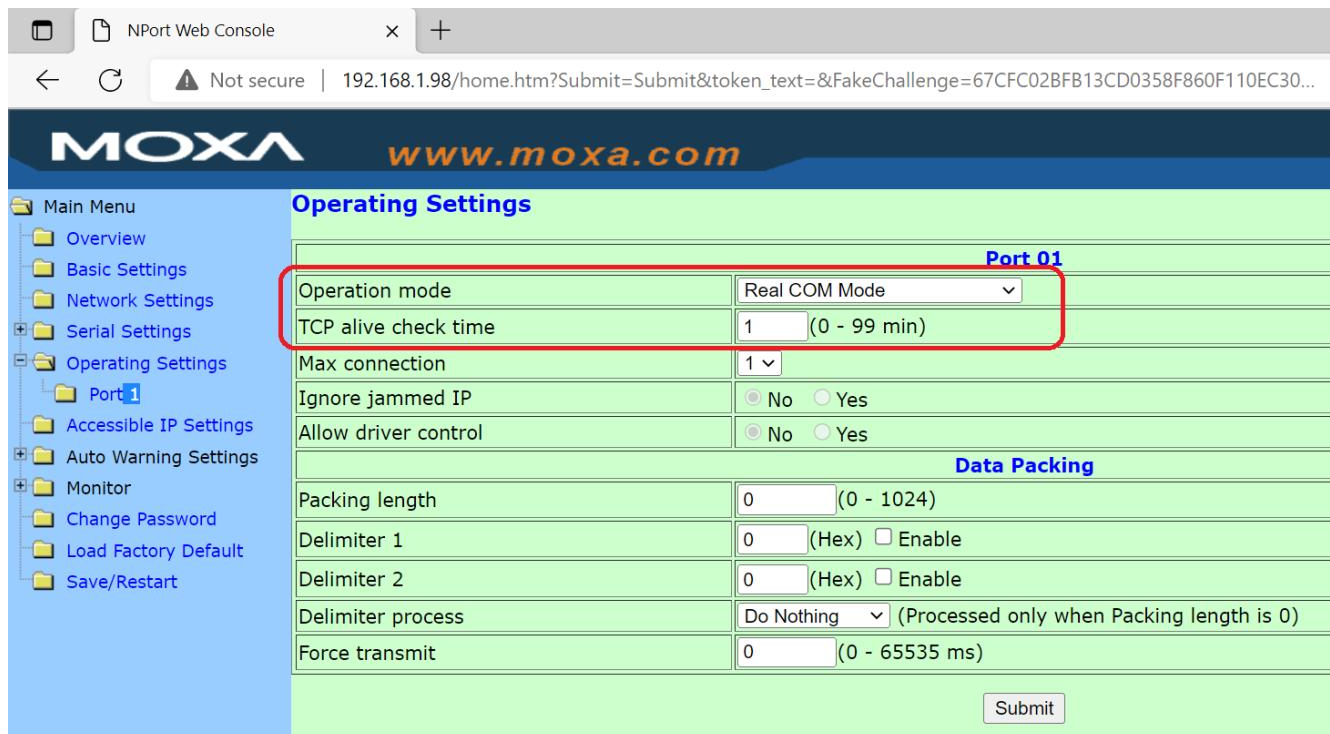 NPort Web Console
Not secure | 192.168.1.98/home.htm?Submit=Submit&token_text=&FakeChallenge=67CFC02BFB13CD0358F860F110EC30...
MOXA www.moxa.com
Main Menu
Overview
Basic Settings
Network Settings
Serial Settings
Operating Settings
Port 1
Accessible IP Settings
Auto Warning Settings
Monitor
Change Password
Load Factory Default
Save/Restart
Operating Settings
Port 01
Operation mode Real COM Mode
TCP alive check time 1 (0 - 99 min)
Max connection 1
Ignore jammed IP No Yes
Allow driver control No Yes
Data Packing
Packing length 0 (0 - 1024)
Delimiter 1 0 (Hex) Enable
Delimiter 2 0 (Hex) Enable
Delimiter process Do Nothing (Processed only when Packing length is 0)
Force transmit 0 (0 - 65535 ms)
Submit